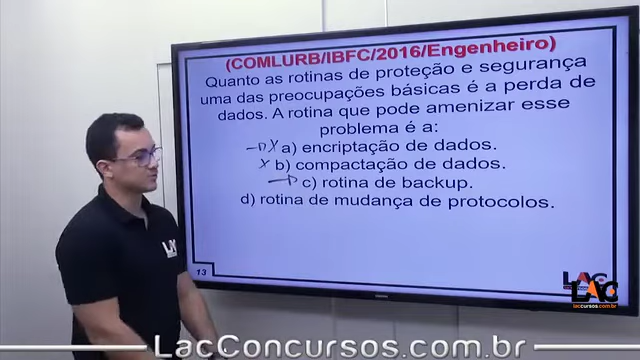 (COMLURB/IBFC/2016/Engenheiro)
Quanto as rotinas de proteção e segurança
uma das preocupações básicas é a perda de
dados. A rotina que pode amenizar esse
problema é a:
x a) encriptação de dados.
x b) compactação de dados.
c) rotina de backup.
d) rotina de mudança de protocolos.
LAC
13
LAC
laccursos.com.br
LacConcursos.com.br